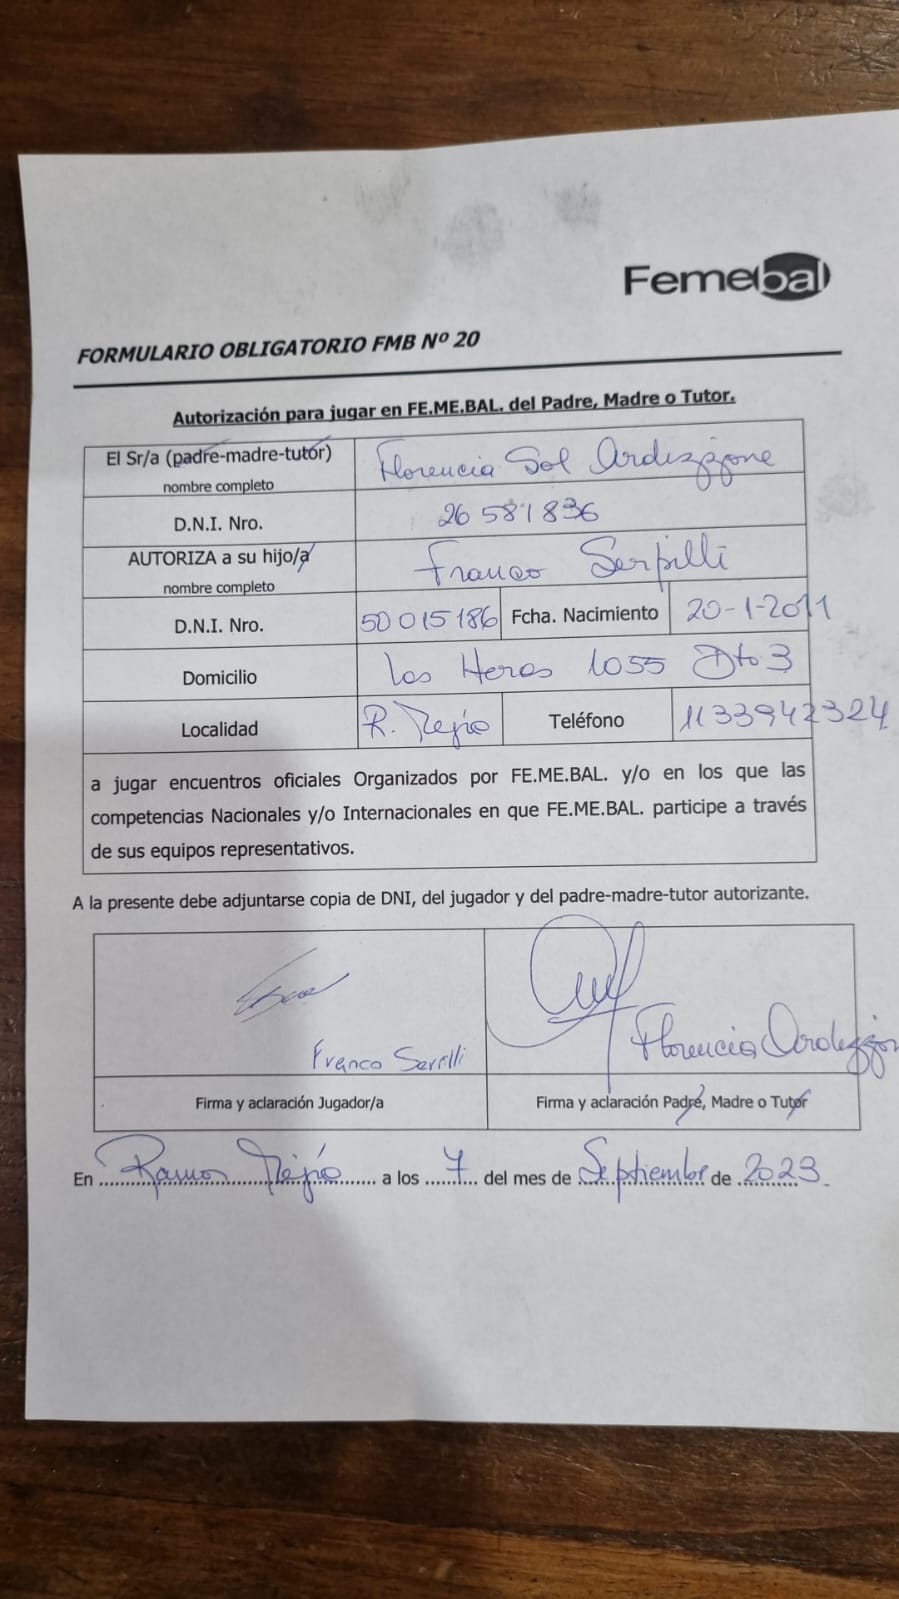 Femebal
FORMULARIO OBLIGATORIO FMB Nº 20
Autorización para jugar en FE.ME.BAL. del Padre, Madre o Tutor.
El Sr/a (padre-madre-tutor) Florencia Sol Ardezzone
nombre completo
D.N.I. Nro. 26 581 836
AUTORIZA a su hijo/a Franco Serpilli
nombre completo
D.N.I. Nro. 50 015 186 Fcha. Nacimiento 20-1-2011
Domicilio Las Heras 1055 Dto 3
Localidad R. Mejía Teléfono 1133942324
a jugar encuentros oficiales Organizados por FE.ME.BAL. y/o en los que las
competencias Nacionales y/o Internacionales en que FE.ME.BAL. participe a través
de sus equipos representativos.
A la presente debe adjuntarse copia de DNI, del jugador y del padre-madre-tutor autorizante.
Franco Florencia Ardezzon
Firma y aclaración Jugador/a Firma y aclaración Padre, Madre o Tutor
En Ramos Mejía a los 7 del mes de Septiembre de 2023.